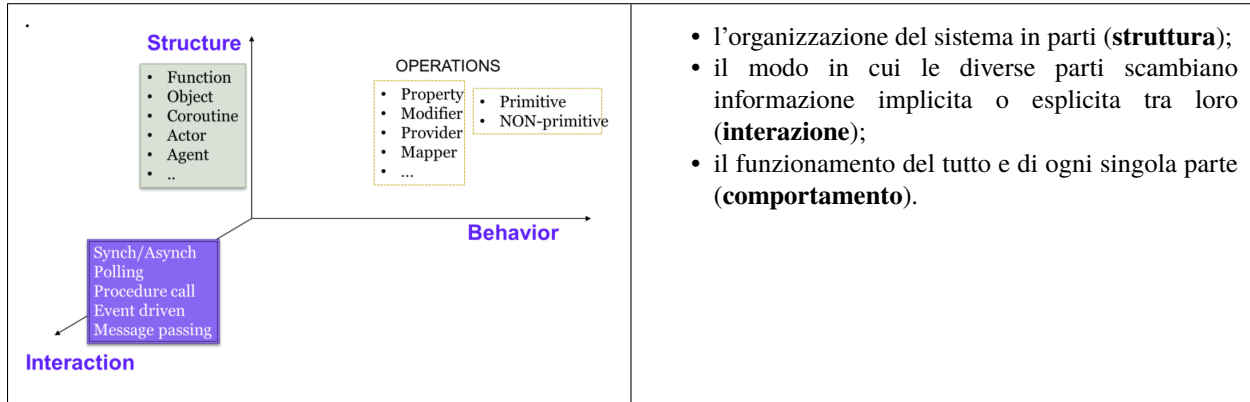 .
Structure
• Function
• Object
• Coroutine
• Actor
• Agent
• ..
OPERATIONS
• Property
• Modifier
• Provider
• Mapper
• ...
• Primitive
• NON-primitive
Behavior
Synch/Asynch
Polling
Procedure call
Event driven
Message passing
Interaction
• l'organizzazione del sistema in parti (struttura);
• il modo in cui le diverse parti scambiano
informazione implicita o esplicita tra loro
(interazione);
• il funzionamento del tutto e di ogni singola parte
(comportamento).